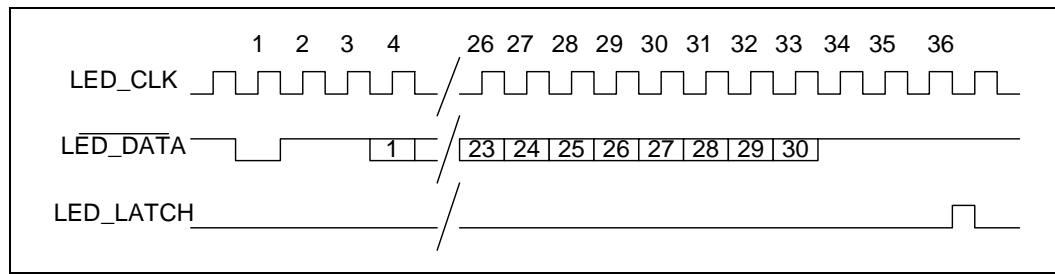 1 2 3 4 26 27 28 29 30 31 32 33 34 35 36
LED_CLK
LED_DATA 1 23 24 25 26 27 28 29 30
LED_LATCH